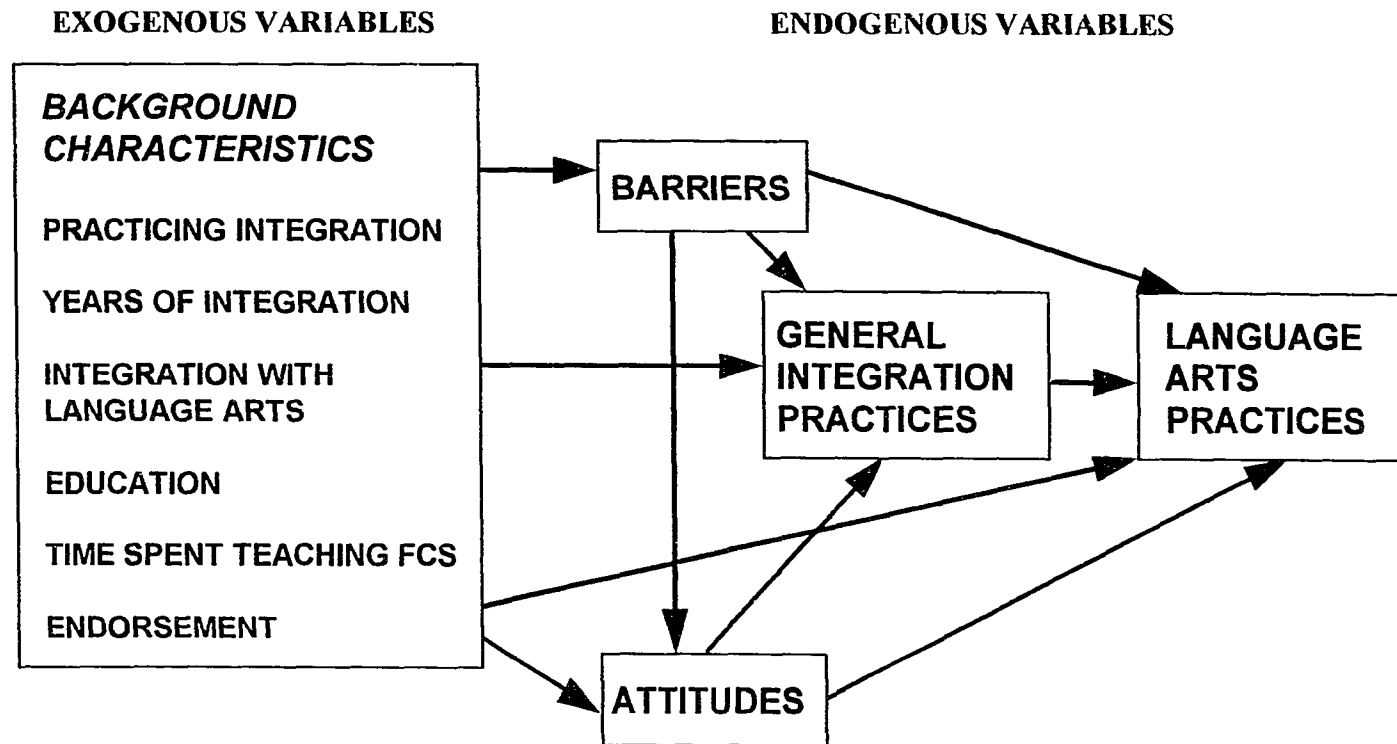 EXOGENOUS VARIABLES
ENDOGENOUS VARIABLES
BACKGROUND
CHARACTERISTICS
PRACTICING INTEGRATION
YEARS OF INTEGRATION
INTEGRATION WITH
LANGUAGE ARTS
EDUCATION
TIME SPENT TEACHING FCS
ENDORSEMENT
BARRIERS
GENERAL
INTEGRATION
PRACTICES
LANGUAGE
ARTS
PRACTICES
ATTITUDES